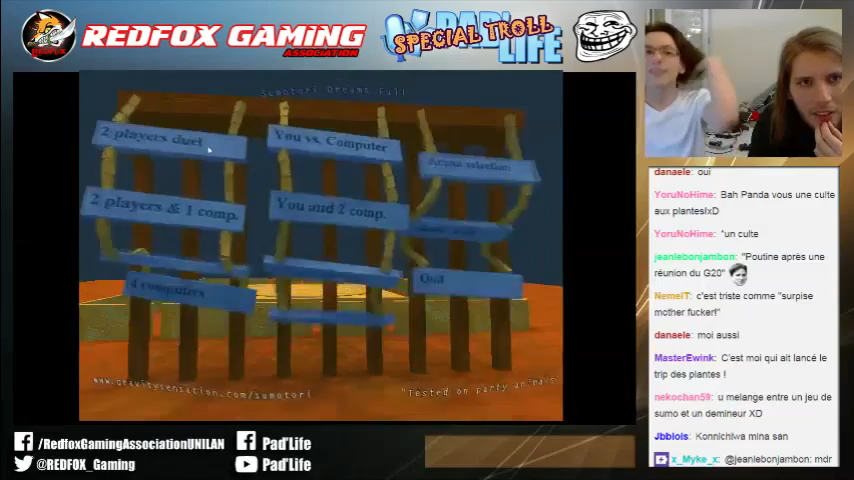 REDFOX GAMING
ASSOCIATION
PAD'LIFE
SPECIAL TROLL
Sumotori Dreams Full
2 players duel
You vs. Computer
Arena selection
2 players & 1 comp.
You and 2 comp.
4 computers
Quit
www.gravitysensation.com/sumotori
"Tested on party animals
danaele: oui
YoruNoHime: Bah Panda vous une culte
aux plantes!xD
YoruNoHime: "un culte
jeanlebonjambon: "Poutine après une
réunion du G20"
NemeiT: c'est triste comme "surpise
mother fucker!"
danaele: moi aussi
MasterEwink: C'est moi qui ait lancé le
trip des plantes !
nekochan59: u melange entre un jeu de
sumo et un demineur XD
Jbblois: Konnichiwa mina san
x_Myke_x: @jeanlebonjambon: mdr
/RedfoxGamingAssociationUNILAN
Pad'Life
@REDFOX_Gaming
Pad'Life